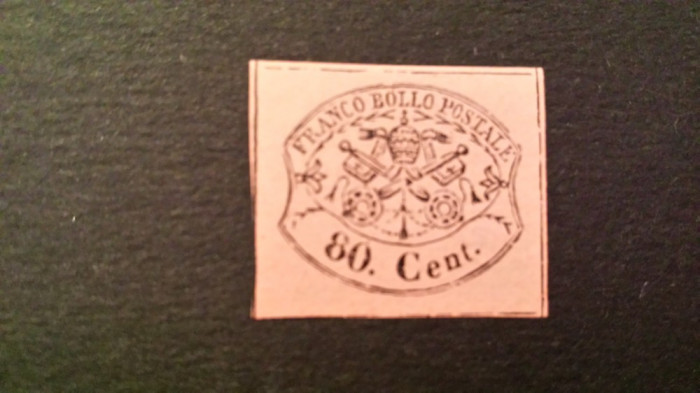 FRANCO BOLLO POSTALE
80. Cent.